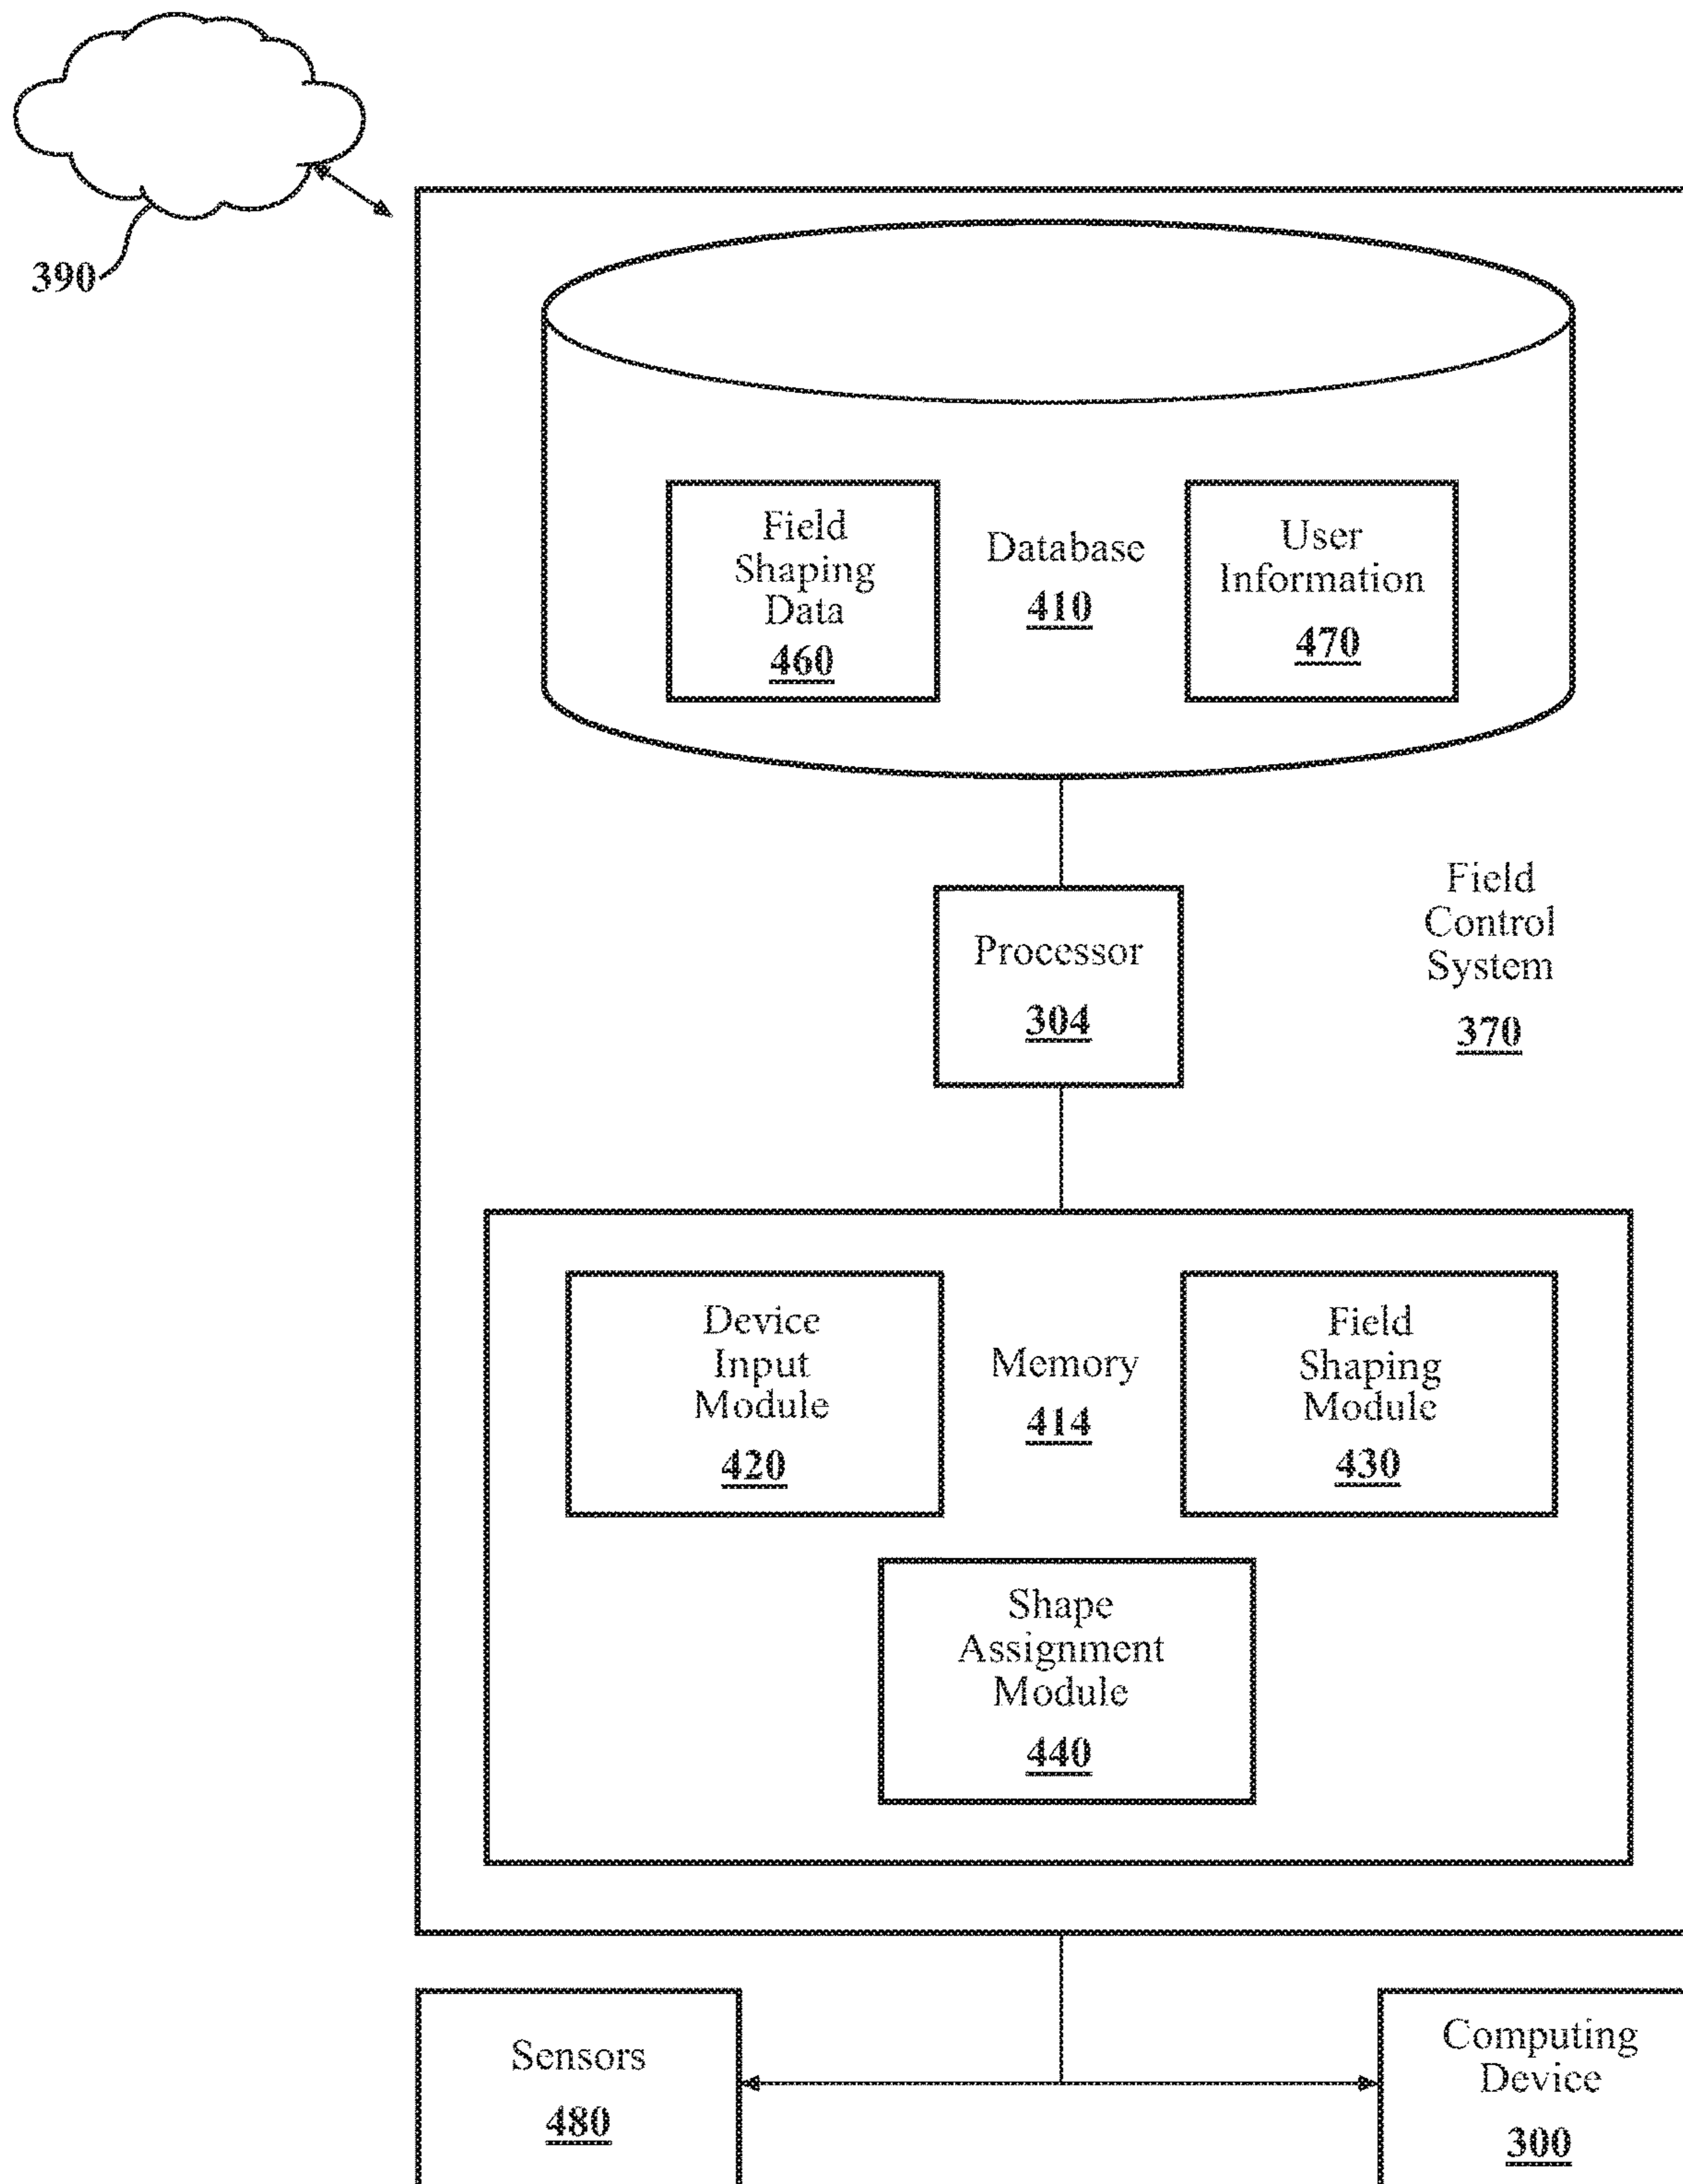 390
Field
Shaping
Data
460
Database
410
User
Information
470
Processor
304
Field
Control
System
370
Device
Input
Module
420
Memory
414
Field
Shaping
Module
430
Shape
Assignment
Module
440
Sensors
480
Computing
Device
300